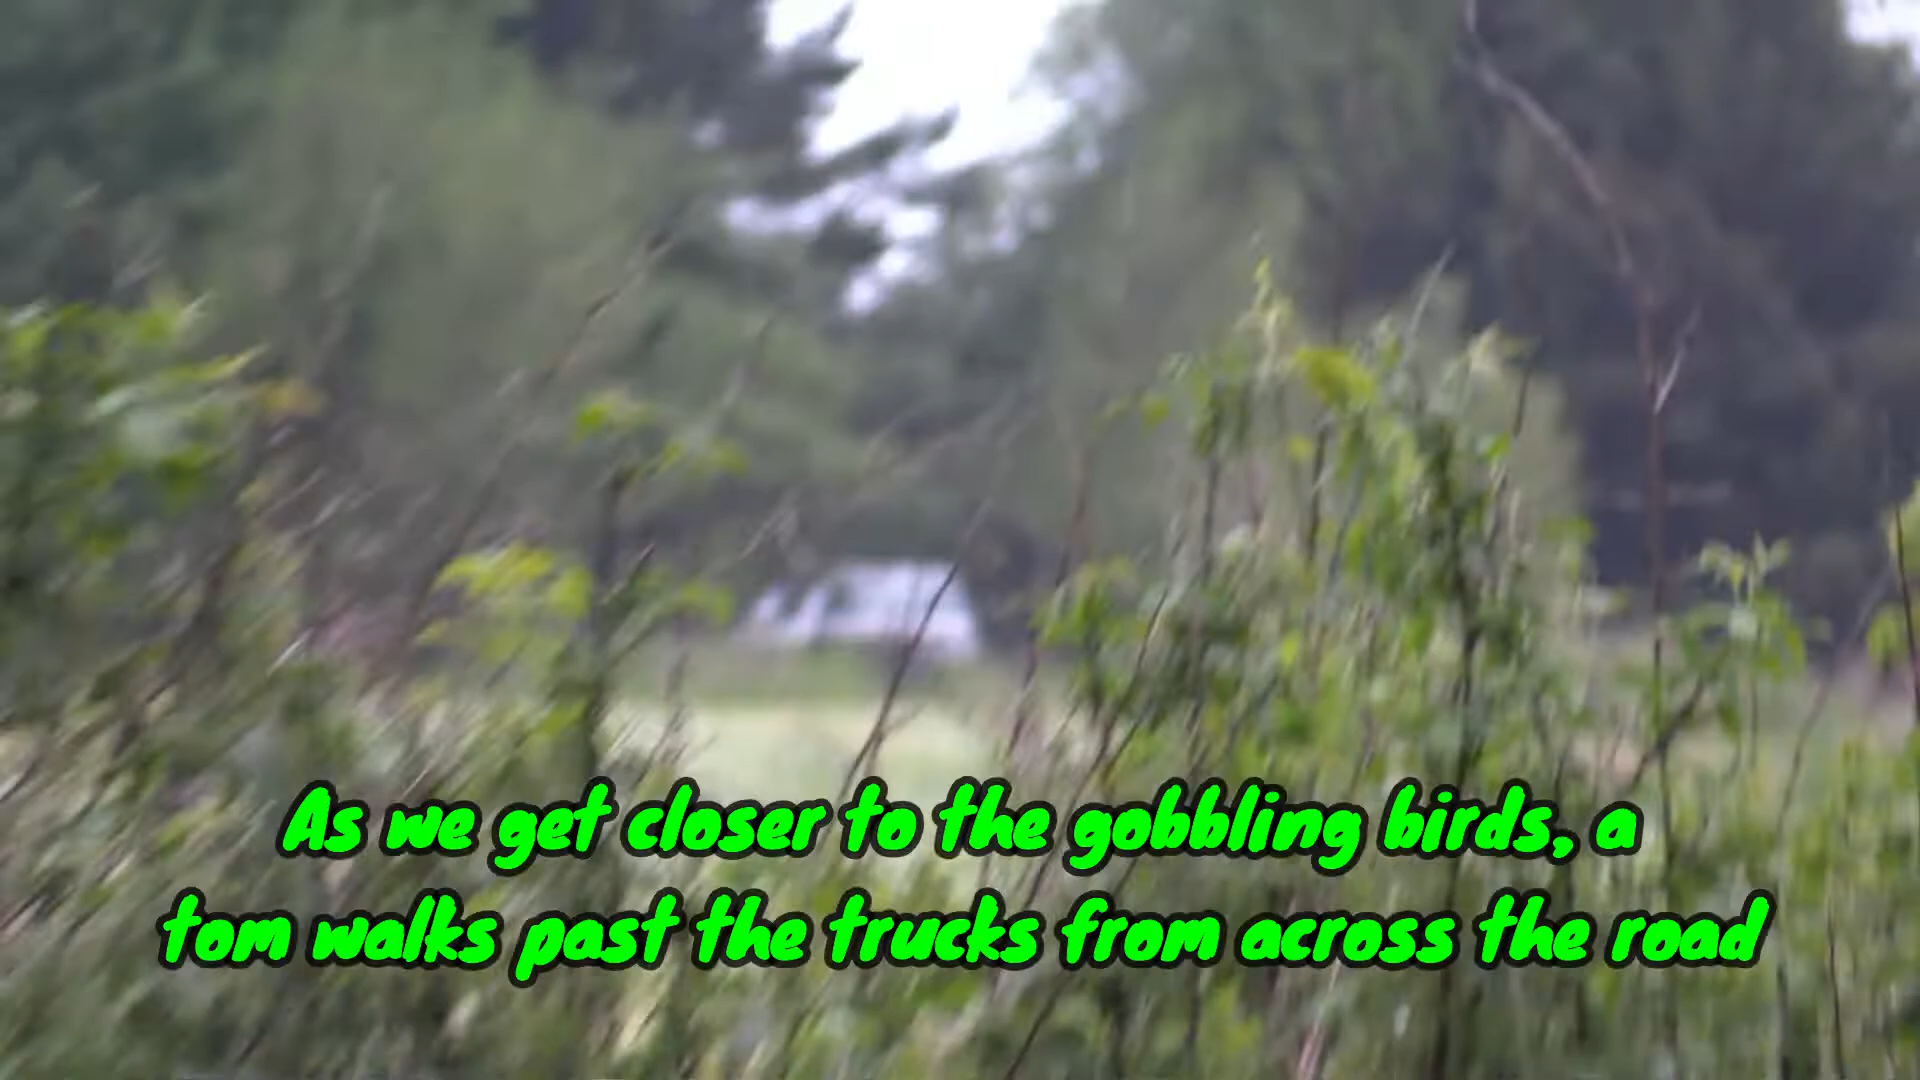 As we get closer to the gobbling birds, a
tom walks past the trucks from across the road